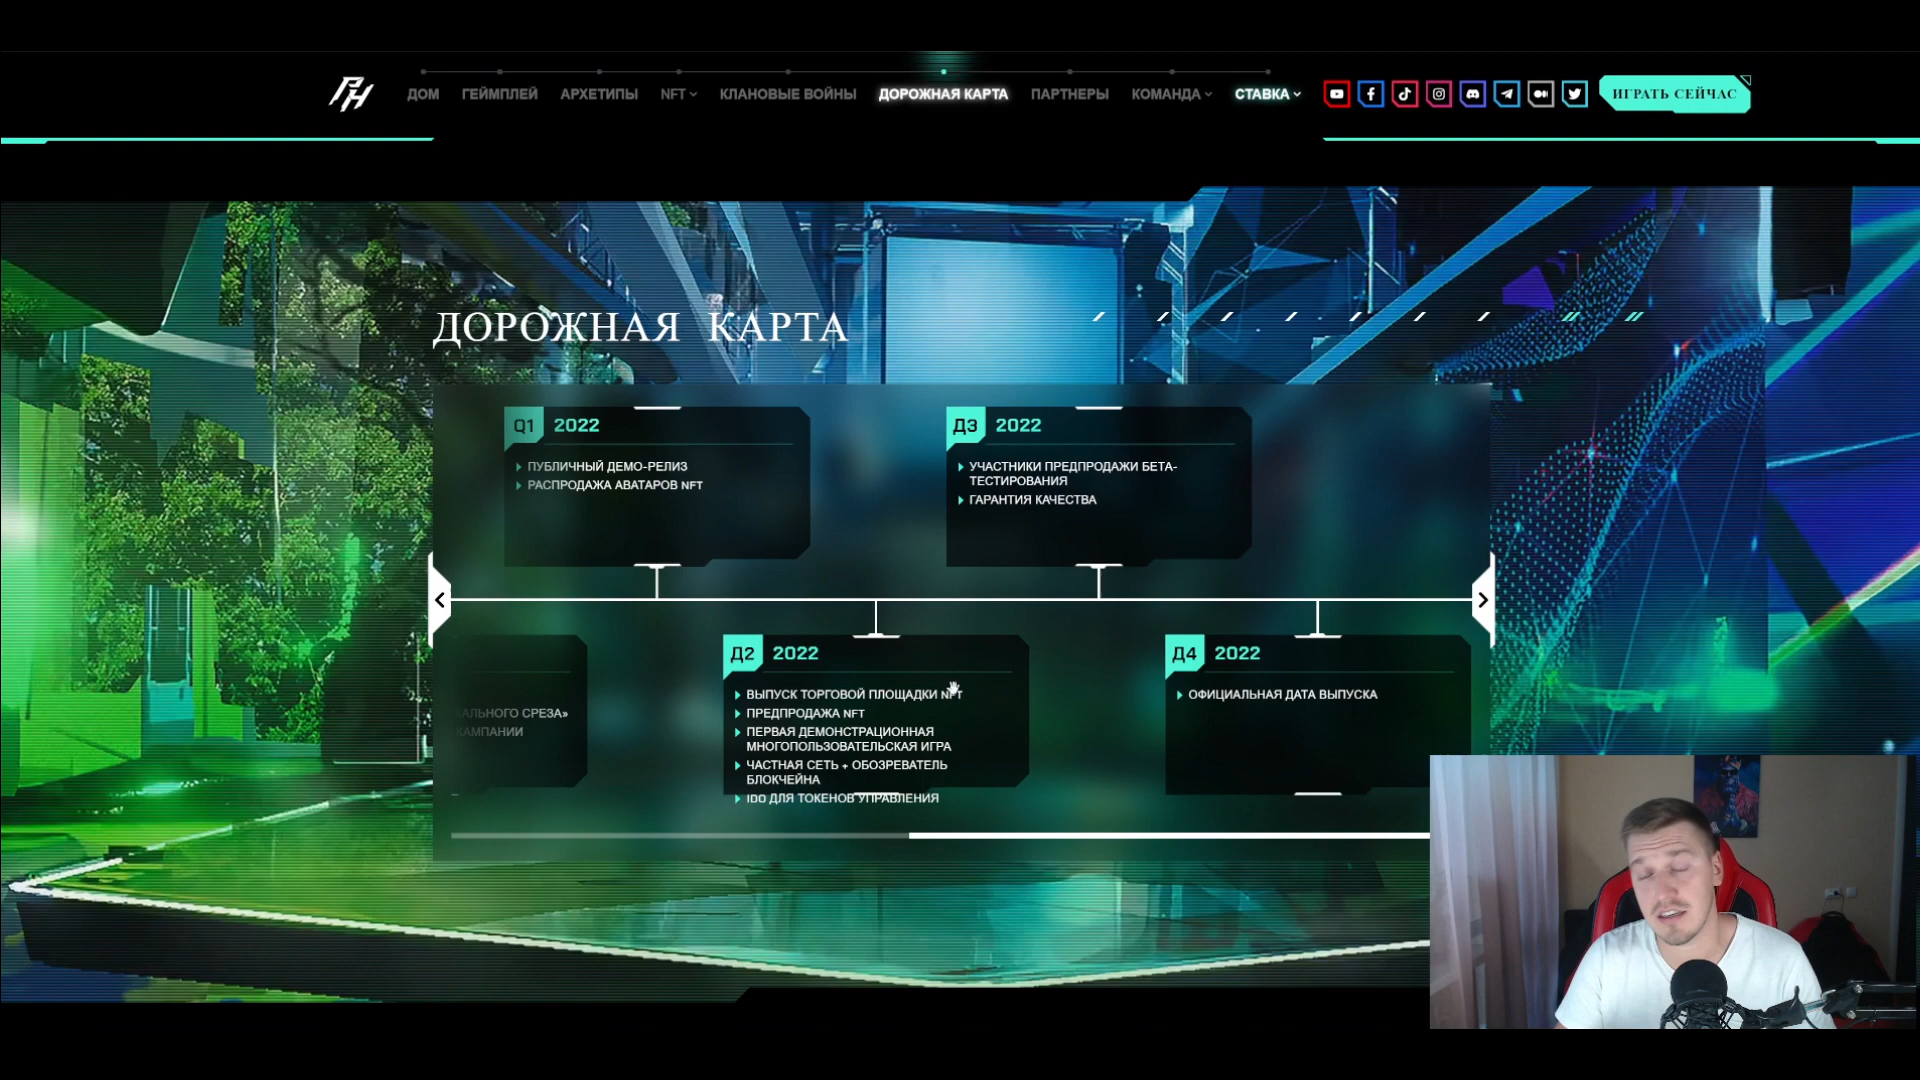 ДОМ ГЕЙМПЛЕЙ АРХЕТИПЫ NFT КЛАНОВЫЕ ВОЙНЫ ДОРОЖНАЯ КАРТА ПАРТНЕРЫ КОМАНДА СТАВКА ИГРАТЬ СЕЙЧАС
ДОРОЖНАЯ КАРТА
Q1 2022
ПУБЛИЧНЫЙ ДЕМО-РЕЛИЗ
РАСПРОДАЖА АВАТАРОВ NFT
Д3 2022
УЧАСТНИКИ ПРЕДПРОДАЖИ БЕТА-
ТЕСТИРОВАНИЯ
ГАРАНТИЯ КАЧЕСТВА
АЛЬНОГО СРЕЗА»
КАМПАНИИ
Д2 2022
ВЫПУСК ТОРГОВОЙ ПЛОЩАДКИ NFT
ПРЕДПРОДАЖА NFT
ПЕРВАЯ ДЕМОНСТРАЦИОННАЯ
МНОГОПОЛЬЗОВАТЕЛЬСКАЯ ИГРА
ЧАСТНАЯ СЕТЬ + ОБОЗРЕВАТЕЛЬ
БЛОКЧЕЙНА
IDO ДЛЯ ТОКЕНОВ УПРАВЛЕНИЯ
Д4 2022
ОФИЦИАЛЬНАЯ ДАТА ВЫПУСКА